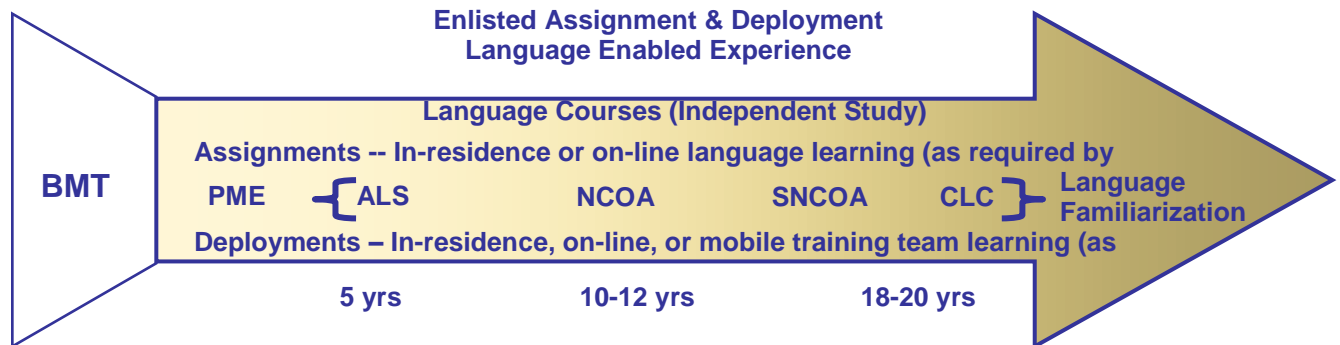 Enlisted Assignment & Deployment
Language Enabled Experience
Language Courses (Independent Study)
Assignments -- In-residence or on-line language learning (as required by
BMT
PME ALS NCOA SNCOA CLC Language
Familiarization
Deployments – In-residence, on-line, or mobile training team learning (as
5 yrs 10-12 yrs 18-20 yrs